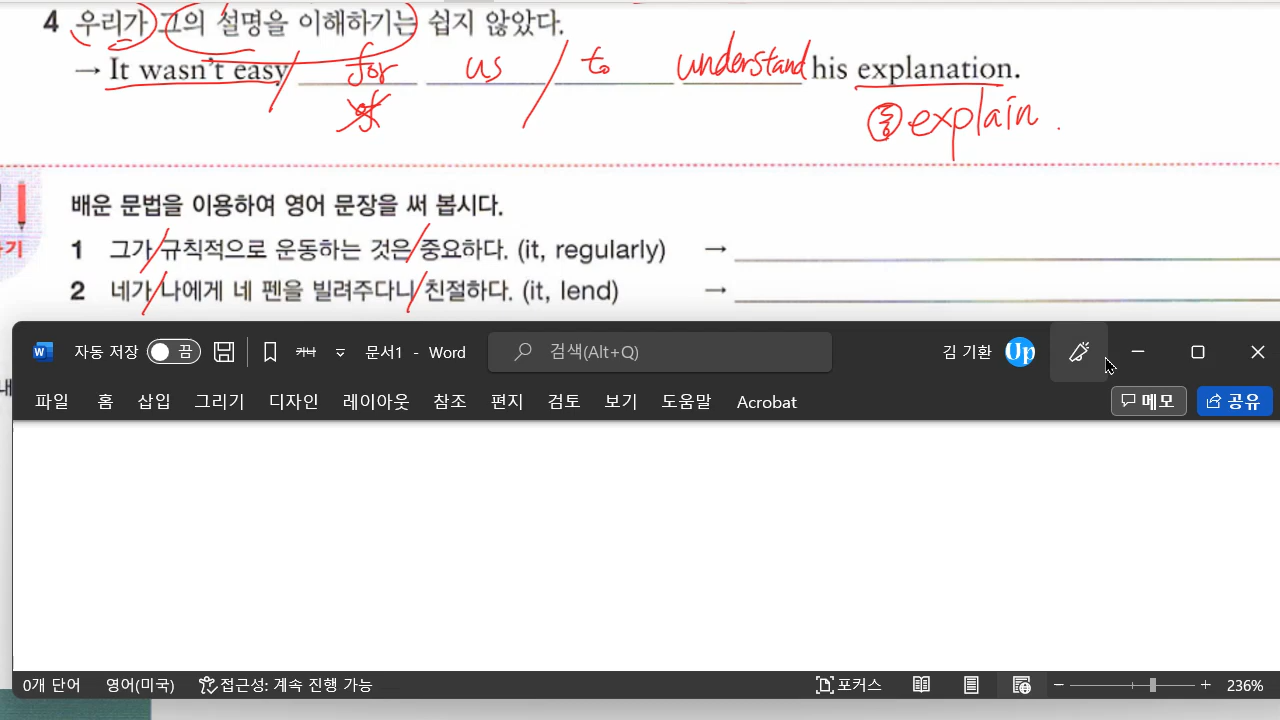 4 우리가 그의 설명을 이해하기는 쉽지 않았다.
→ It wasn't easy / for us / to understand his explanation.
of
동 explain.
배운 문법을 이용하여 영어 문장을 써 봅시다.
1 그가/규칙적으로 운동하는 것은/중요하다. (it, regularly) →
2 네가/나에게 네 펜을 빌려주다니/친절하다. (it, lend) →
자동 저장 끔 문서1 - Word 검색(Alt+Q) 김 기환 Up
파일 홈 삽입 그리기 디자인 레이아웃 참조 편지 검토 보기 도움말 Acrobat 메모 공유
0개 단어 영어(미국) 접근성: 계속 진행 가능 포커스 236%